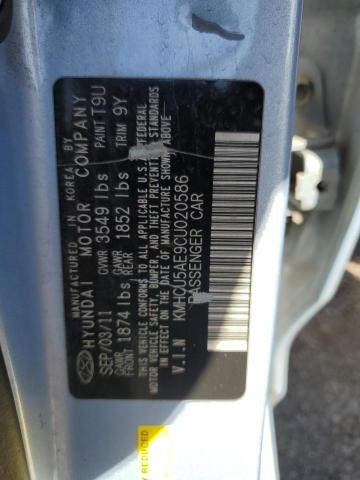 MADE IN KOREA BY
HYUNDAI MOTOR COMPANY
SEP/03/11 GVWR 3549 lbs PAINT T9U
GAWR FRONT 1874 lbs GAWR REAR 1852 lbs TRIM 9Y
THIS VEHICLE CONFORMS TO ALL APPLICABLE U.S. FEDERAL
MOTOR VEHICLE SAFETY, BUMPER, AND THEFT PREVENTION STANDARDS
IN EFFECT ON THE DATE OF MANUFACTURE SHOWN ABOVE
V.I.N KMHCU5AE9CU020586
PASSENGER CAR
REDUCED